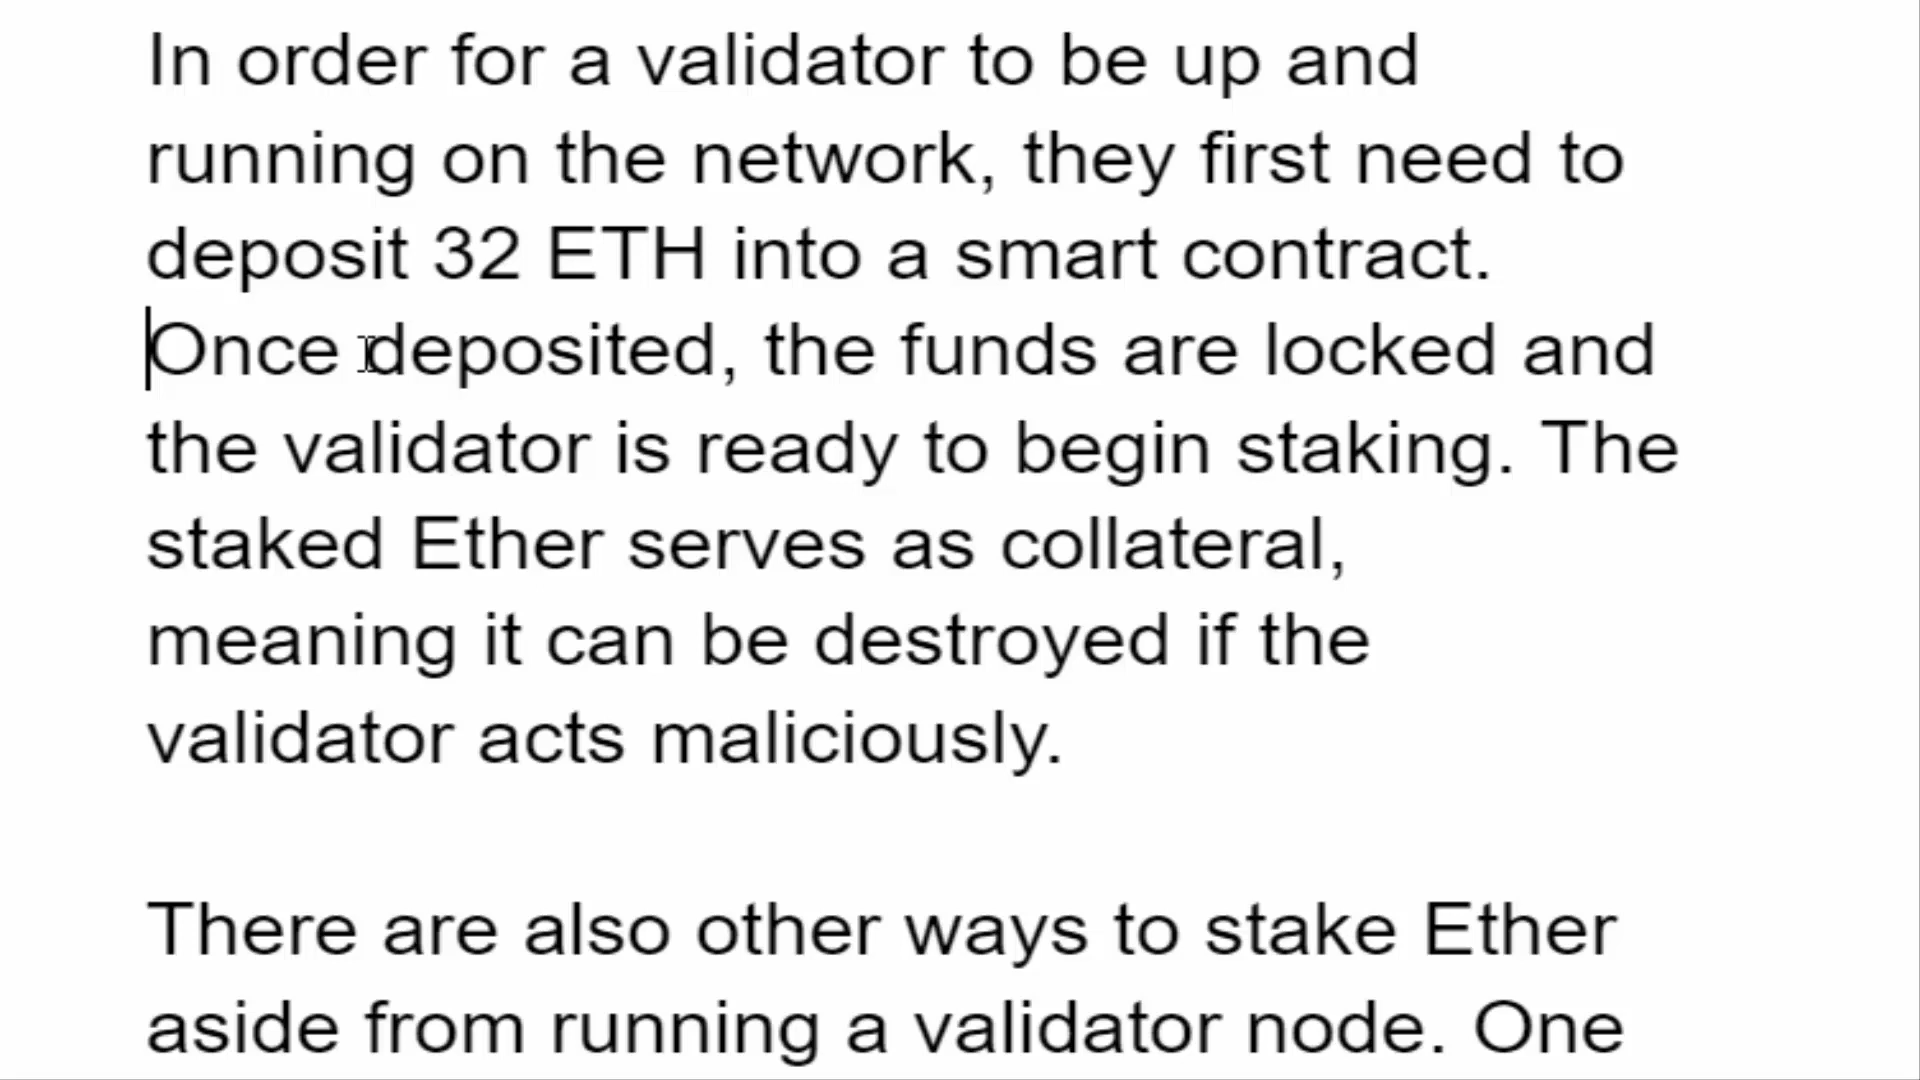 In order for a validator to be up and
running on the network, they first need to
deposit 32 ETH into a smart contract.
Once deposited, the funds are locked and
the validator is ready to begin staking. The
staked Ether serves as collateral,
meaning it can be destroyed if the
validator acts maliciously.
There are also other ways to stake Ether
aside from running a validator node. One